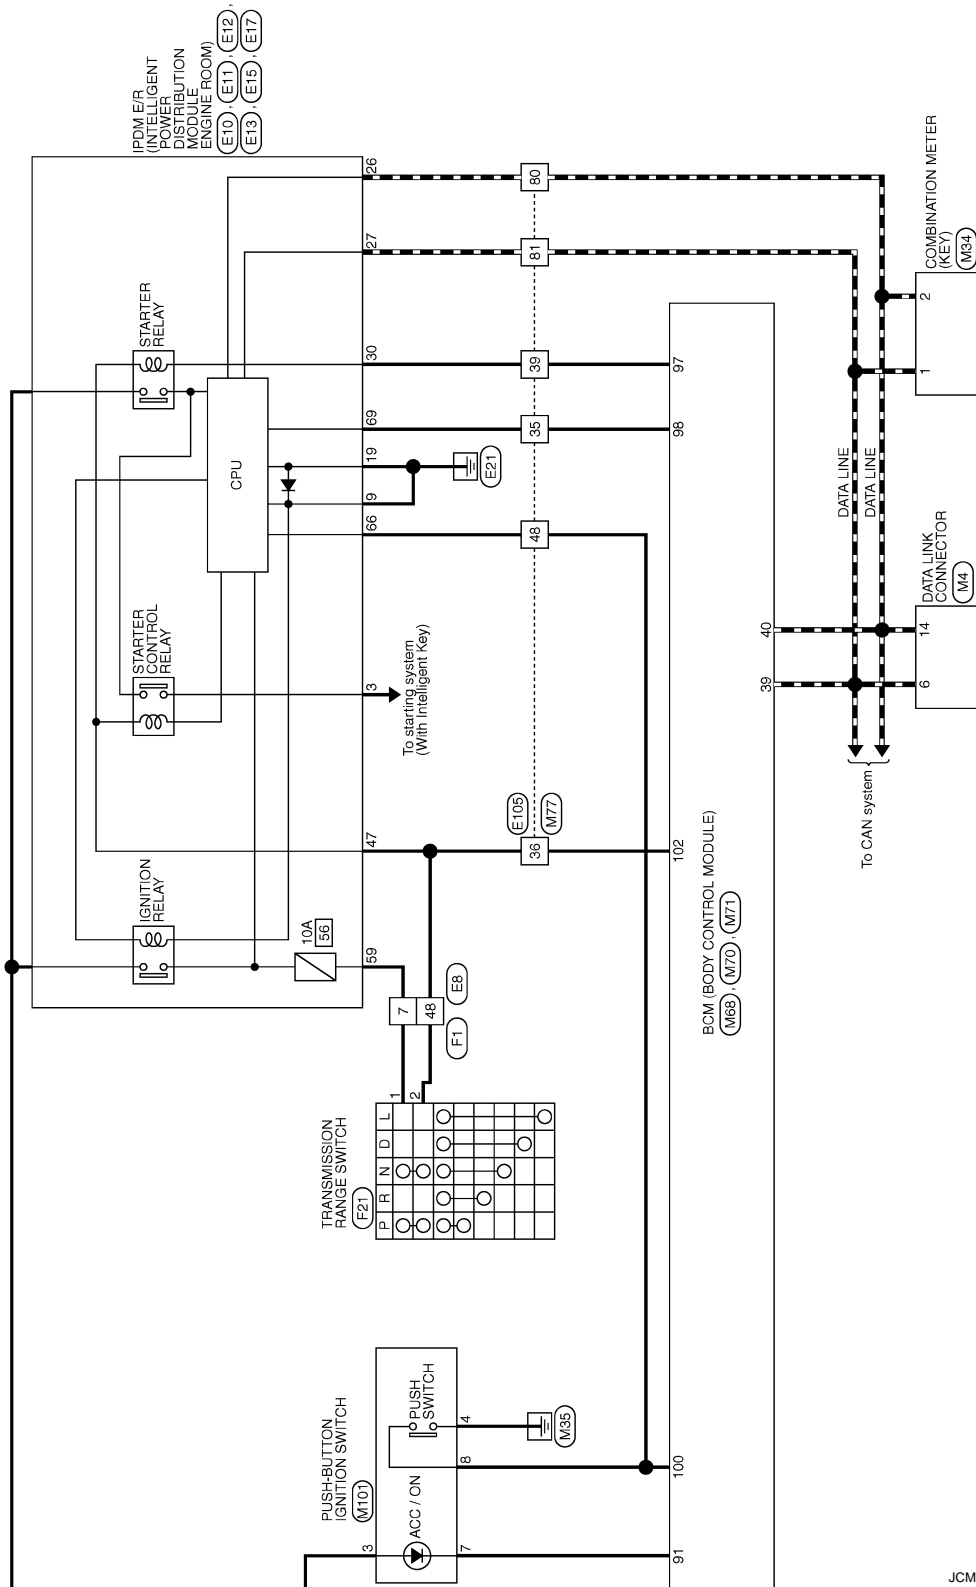 IPDM E/R
(INTELLIGENT
POWER
DISTRIBUTION
MODULE
ENGINE ROOM)
E10 , E11 , E12 ,
E13 , E15 , E17
IGNITION
RELAY
STARTER
CONTROL
RELAY
STARTER
RELAY
CPU
10A
56
59
47
3
66
9
19
69
30
27
26
To starting system
(With Intelligent Key)
E21
E8
7
48
F1
E105
M77
36
48
35
39
81
80
TRANSMISSION
RANGE SWITCH
F21
P R N D L
1
2
PUSH-BUTTON
IGNITION SWITCH
M101
ACC / ON
PUSH
SWITCH
3
7
8
4
M35
91
100
102
98
97
BCM (BODY CONTROL MODULE)
M68 , M70 , M71
39
40
DATA LINE
DATA LINE
To CAN system
DATA LINK
CONNECTOR
M4
6
14
COMBINATION METER
(KEY)
M34
1
2
JCM